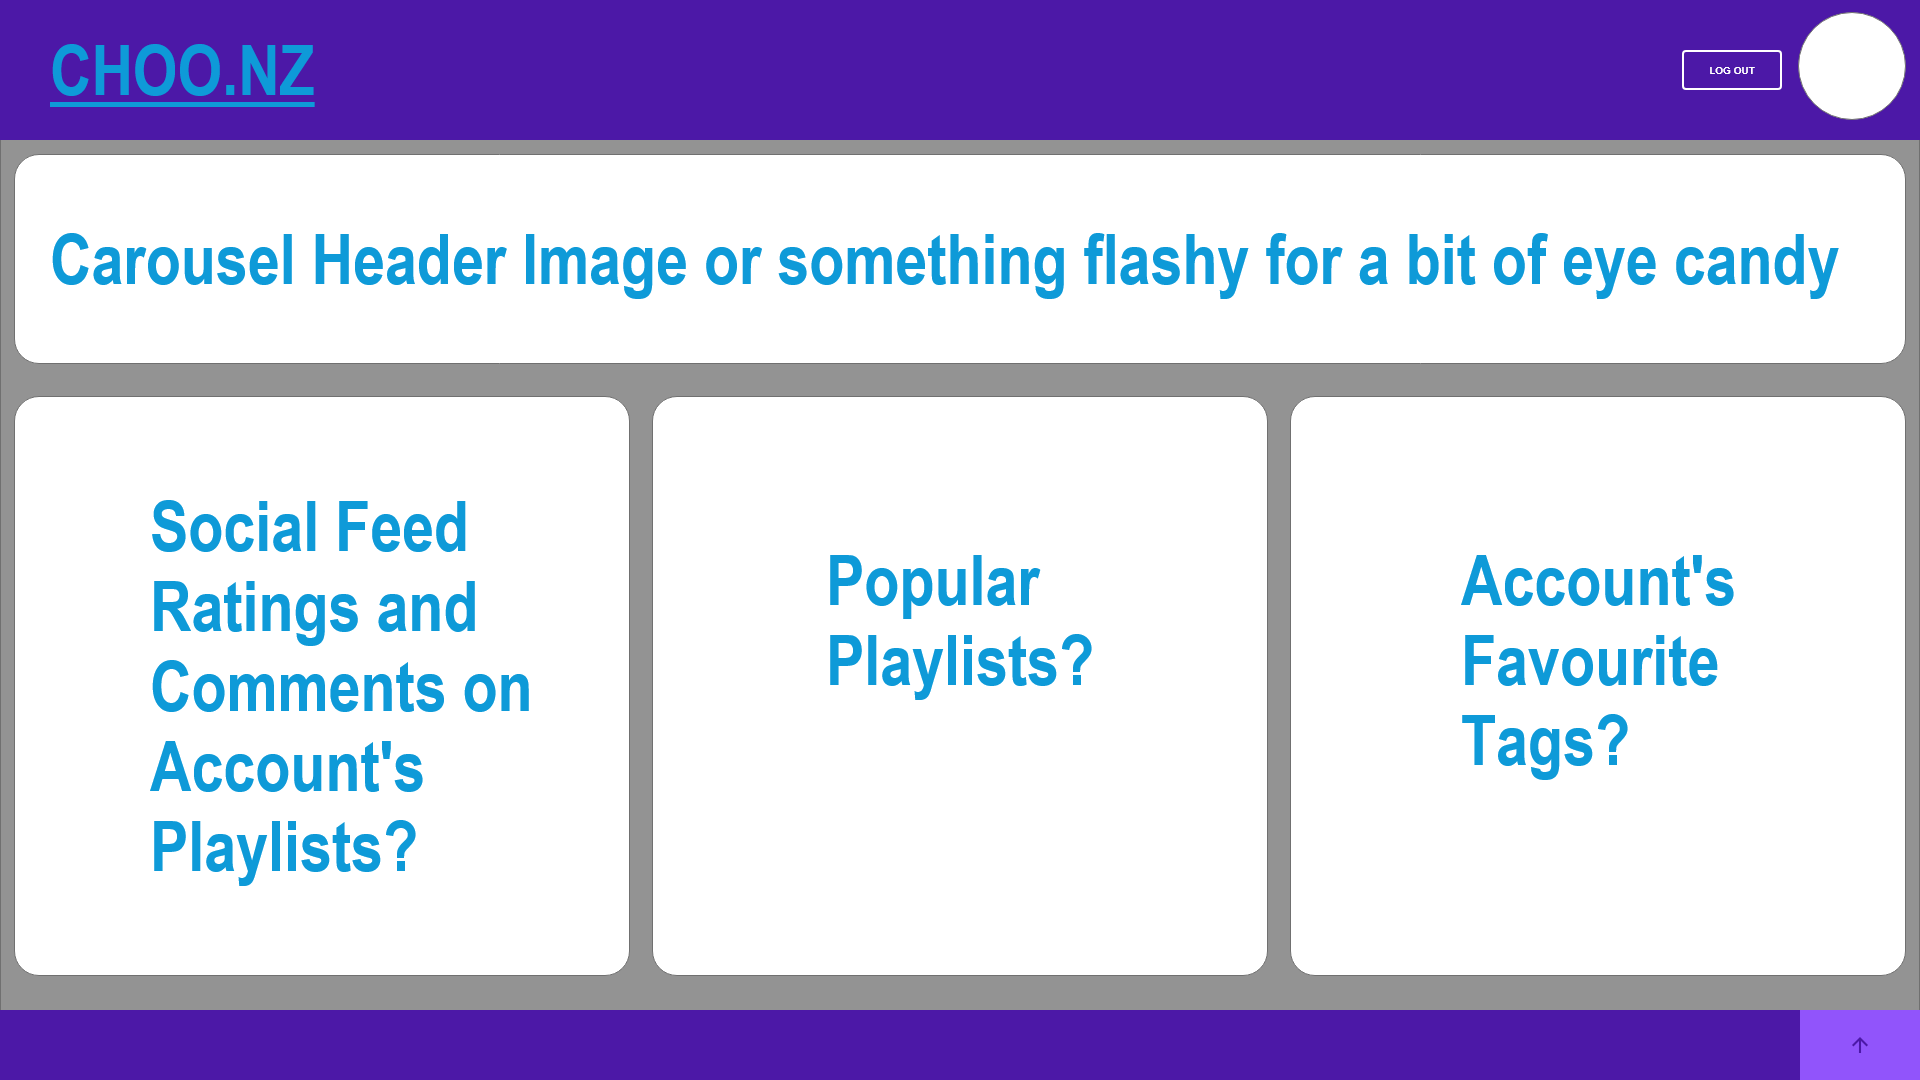 CHOO.NZ
LOG OUT
Carousel Header Image or something flashy for a bit of eye candy
Social Feed
Ratings and
Comments on
Account's
Playlists?
Popular
Playlists?
Account's
Favourite
Tags?